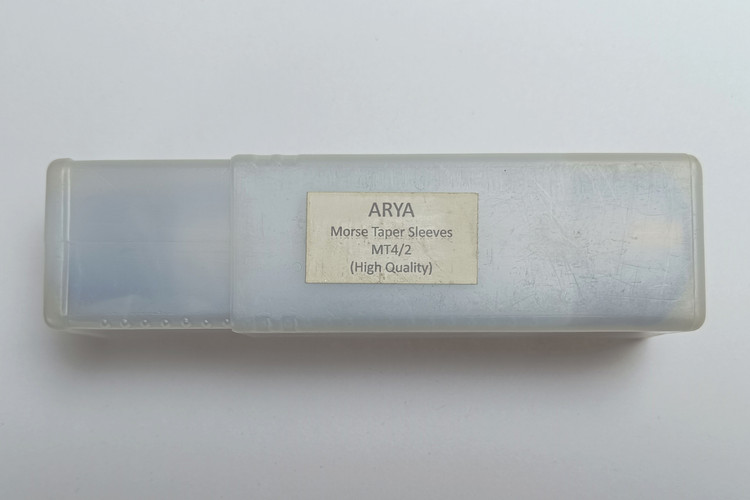 ARYA
Morse Taper Sleeves
MT4/2
(High Quality)